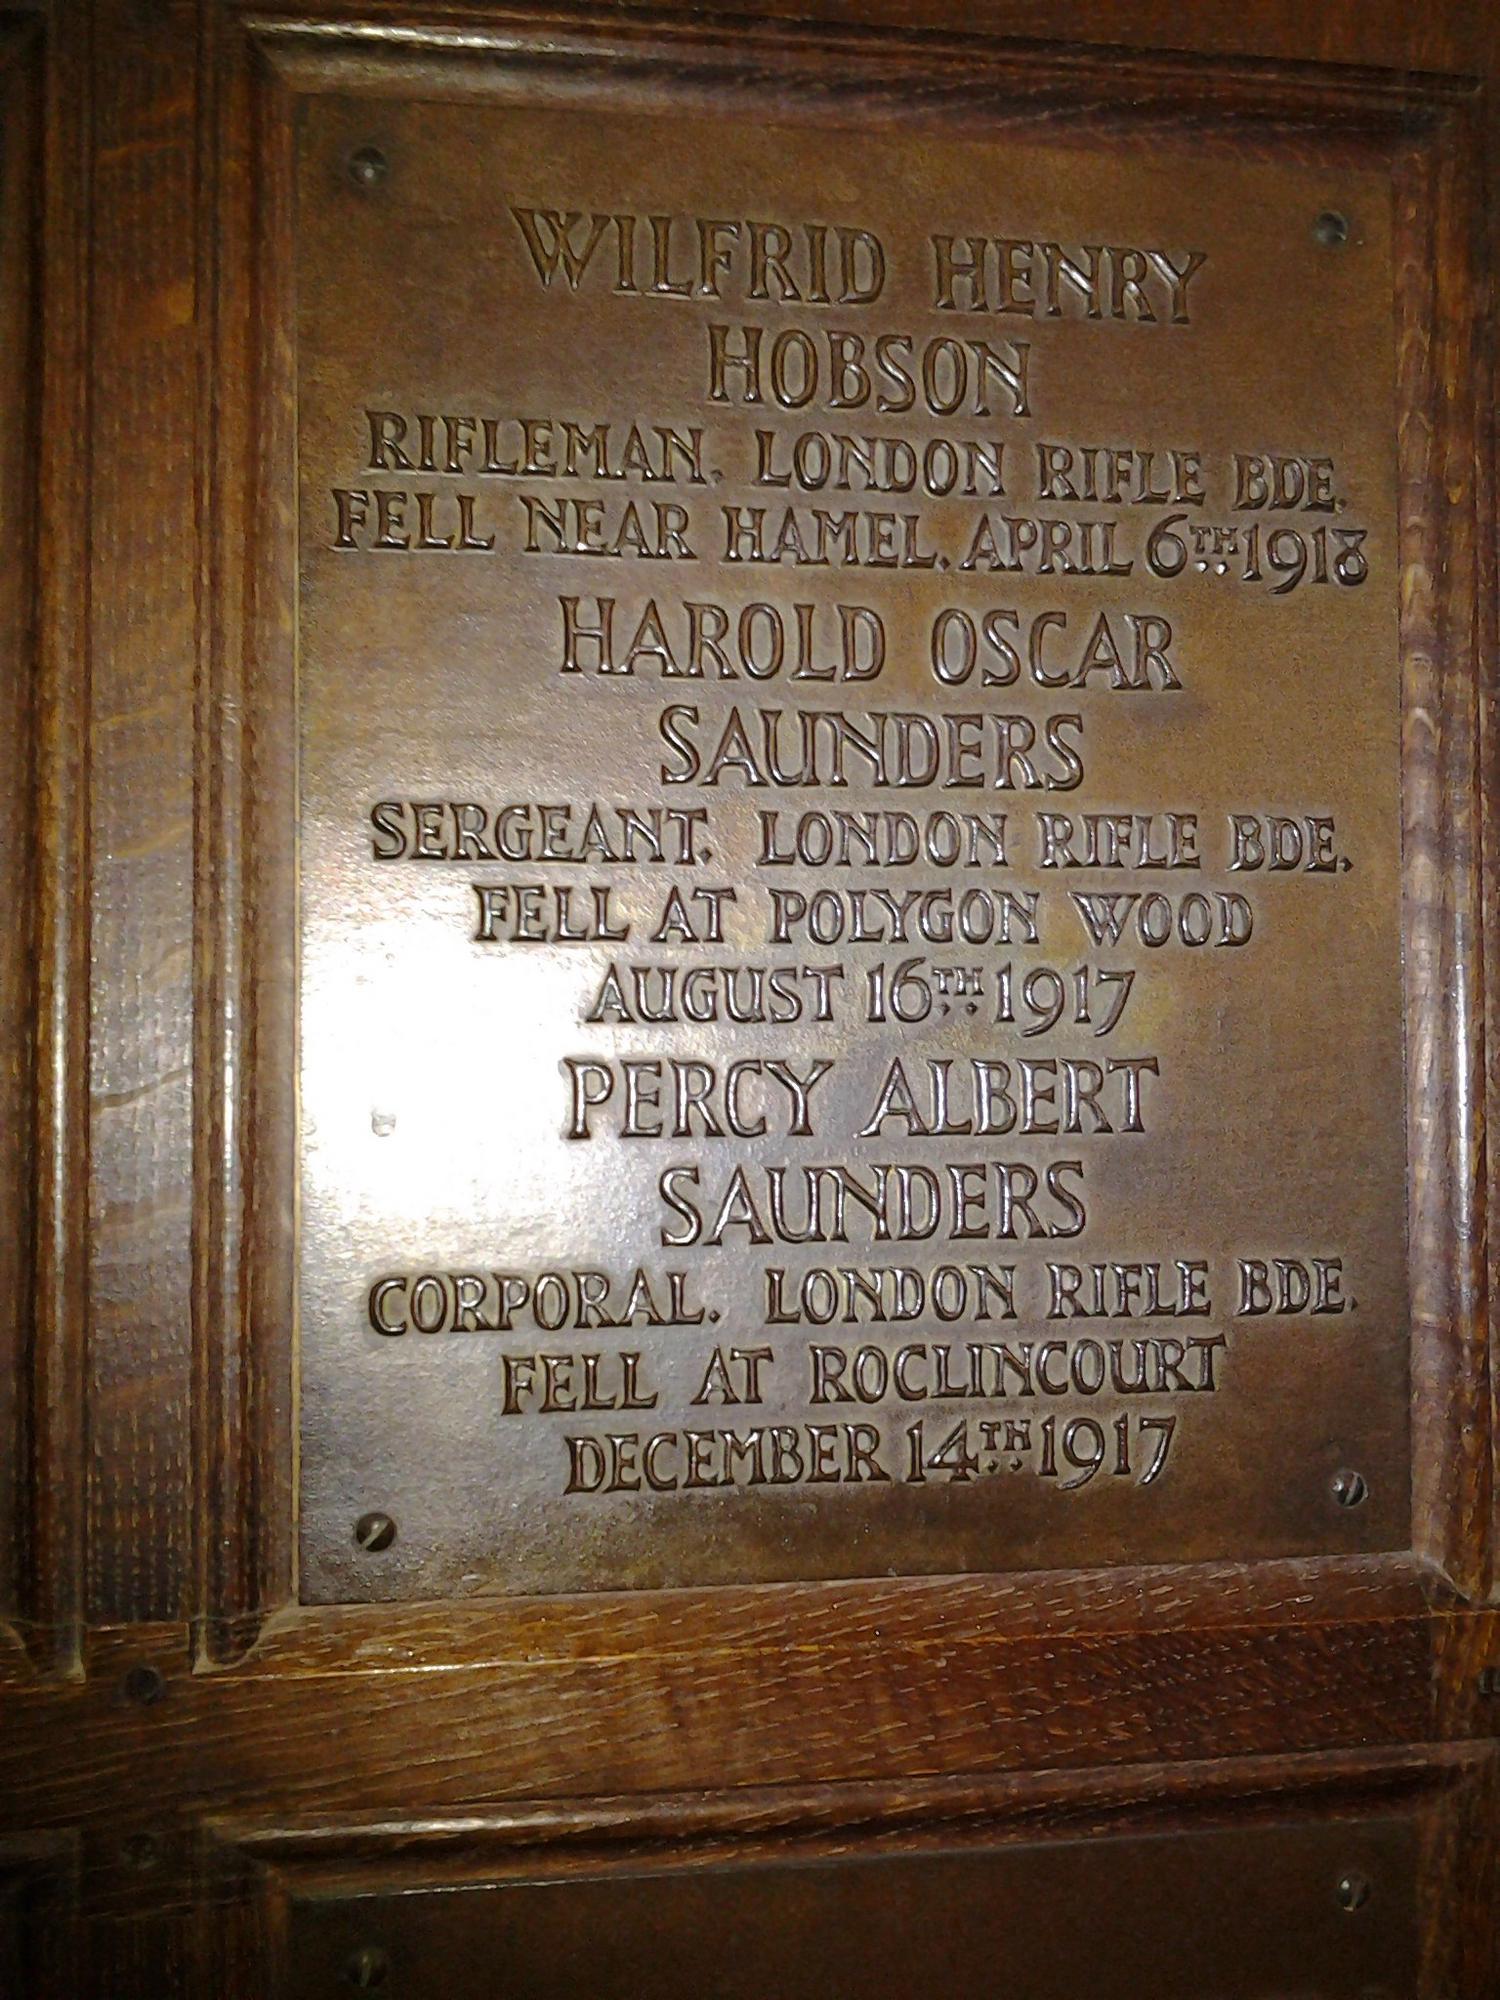 WILFRID HENRY
HOBSON
RIFLEMAN. LONDON RIFLE BDE.
FELL NEAR HAMEL. APRIL 6TH 1918
HAROLD OSCAR
SAUNDERS
SERGEANT. LONDON RIFLE BDE.
FELL AT POLYGON WOOD
AUGUST 16TH 1917
PERCY ALBERT
SAUNDERS
CORPORAL. LONDON RIFLE BDE.
FELL AT ROCLINCOURT
DECEMBER 14TH 1917